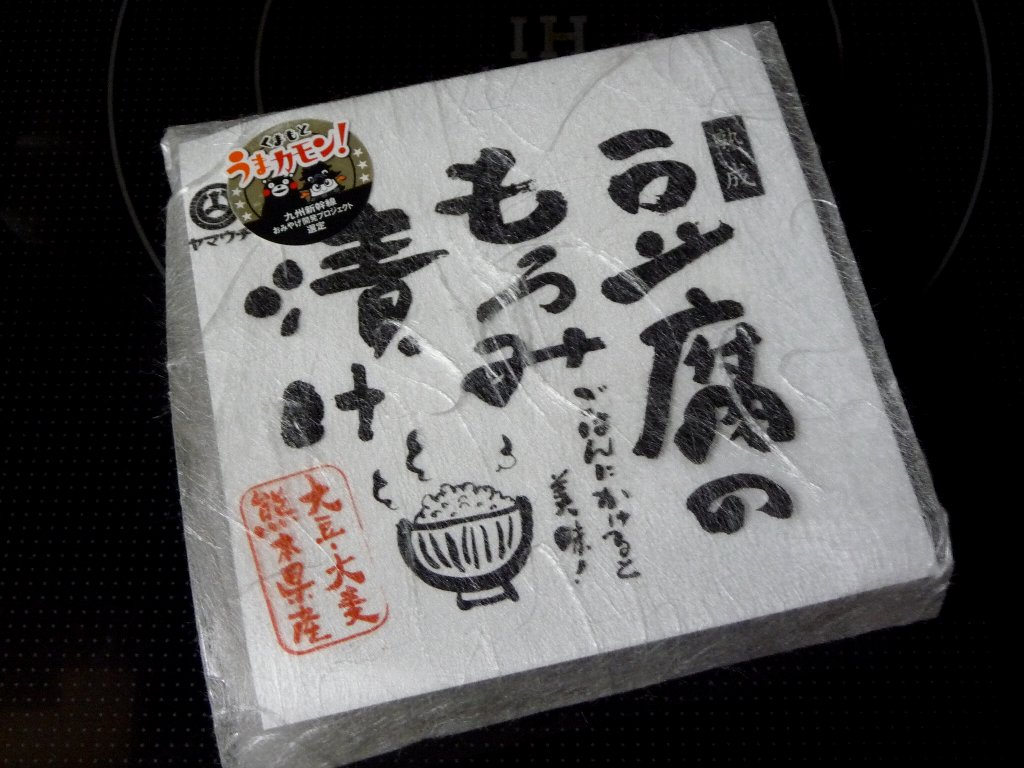 IH
熟成
豆腐の
もろみ
漬け
ごはんにかけると
美味!
大豆・大麦
熊本県産
くまもと
うまカモン!
九州新幹線
おみやげ開発プロジェクト
選定
ヤマウチ